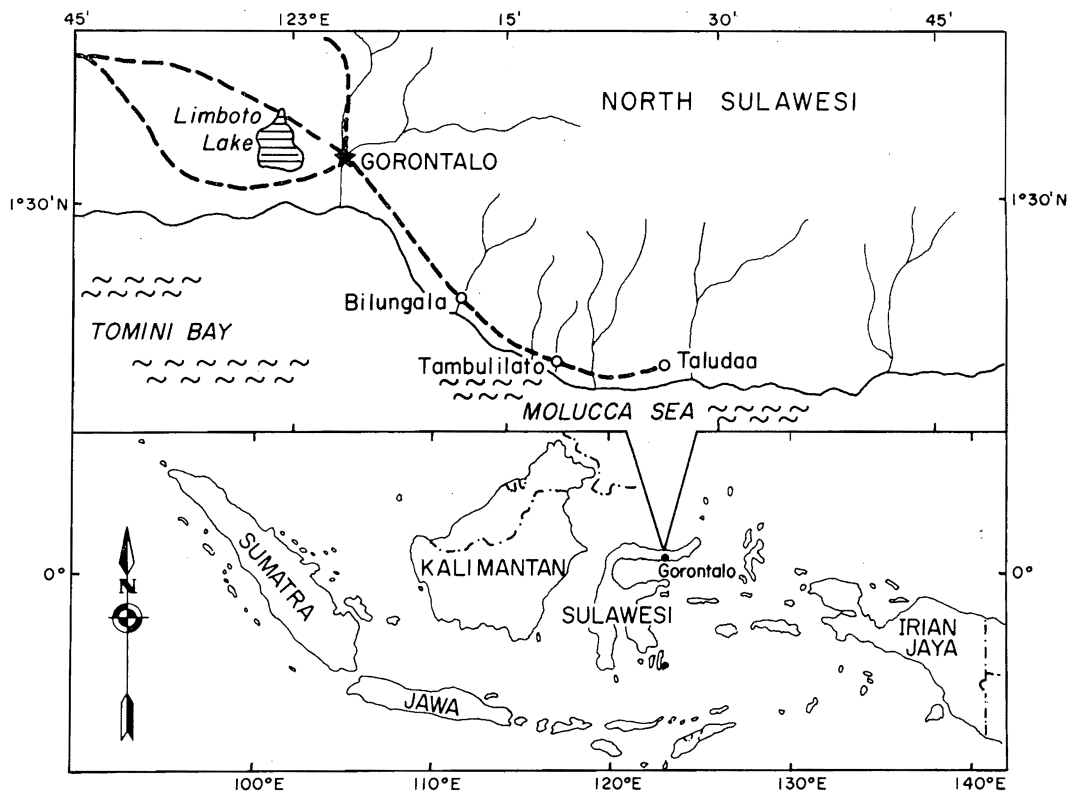 45' 123°E 15' 30' 45'
NORTH SULAWESI
Limboto
Lake
GORONTALO
1°30'N 1°30'N
Bilungala
TOMINI BAY
Tambulilato Taludaa
MOLUCCA SEA
SUMATRA
KALIMANTAN
Gorontalo
0° 0°
N
SULAWESI
IRIAN
JAYA
JAWA
100°E 110°E 120°E 130°E 140°E